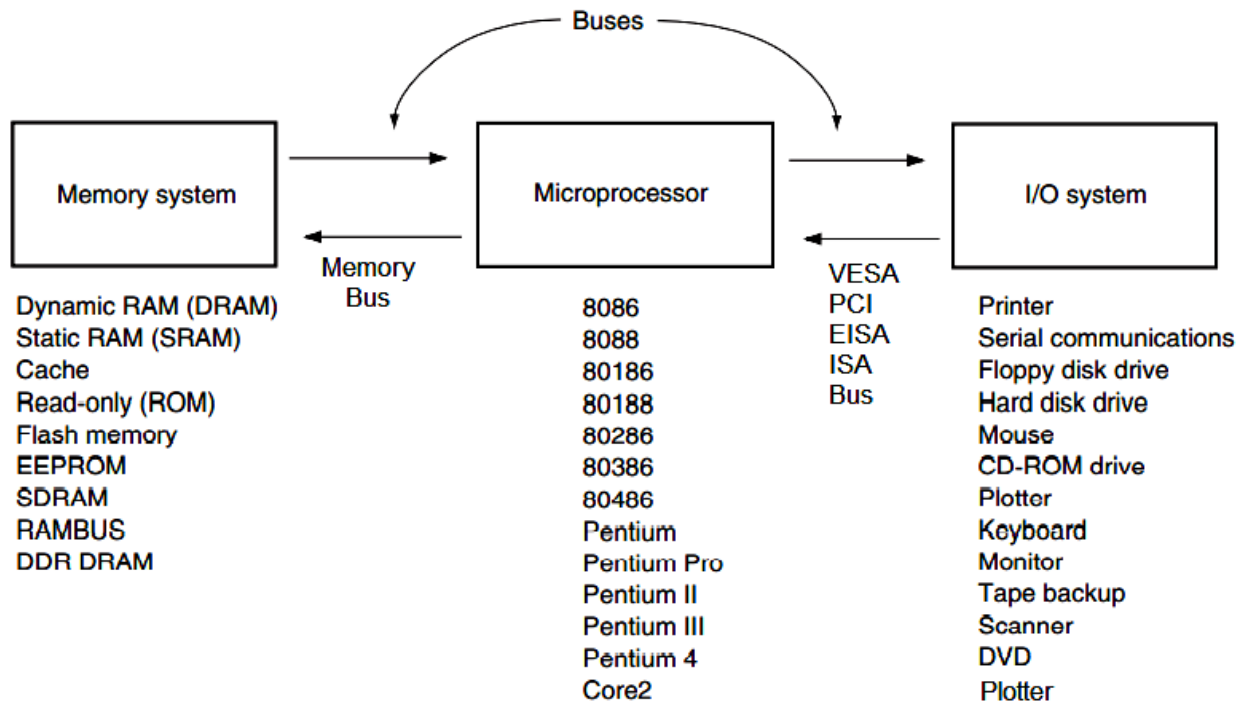 Buses
Memory system
Microprocessor
I/O system
Memory
Bus
VESA
PCI
EISA
ISA
Bus
Dynamic RAM (DRAM)
Static RAM (SRAM)
Cache
Read-only (ROM)
Flash memory
EEPROM
SDRAM
RAMBUS
DDR DRAM
8086
8088
80186
80188
80286
80386
80486
Pentium
Pentium Pro
Pentium II
Pentium III
Pentium 4
Core2
Printer
Serial communications
Floppy disk drive
Hard disk drive
Mouse
CD-ROM drive
Plotter
Keyboard
Monitor
Tape backup
Scanner
DVD
Plotter